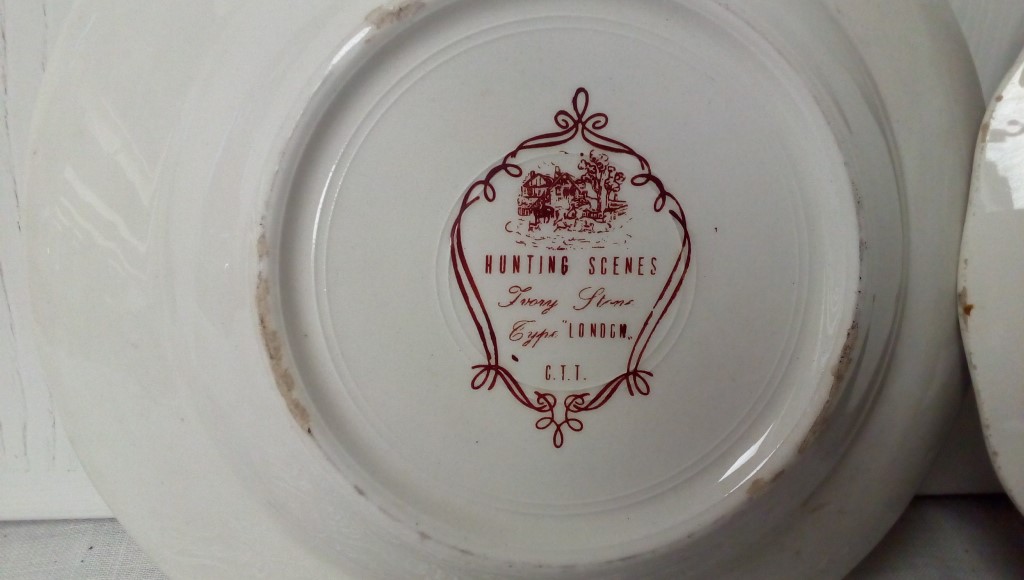 HUNTING SCENES
Ivory Stone
Type "LONDON„
C.T.T.